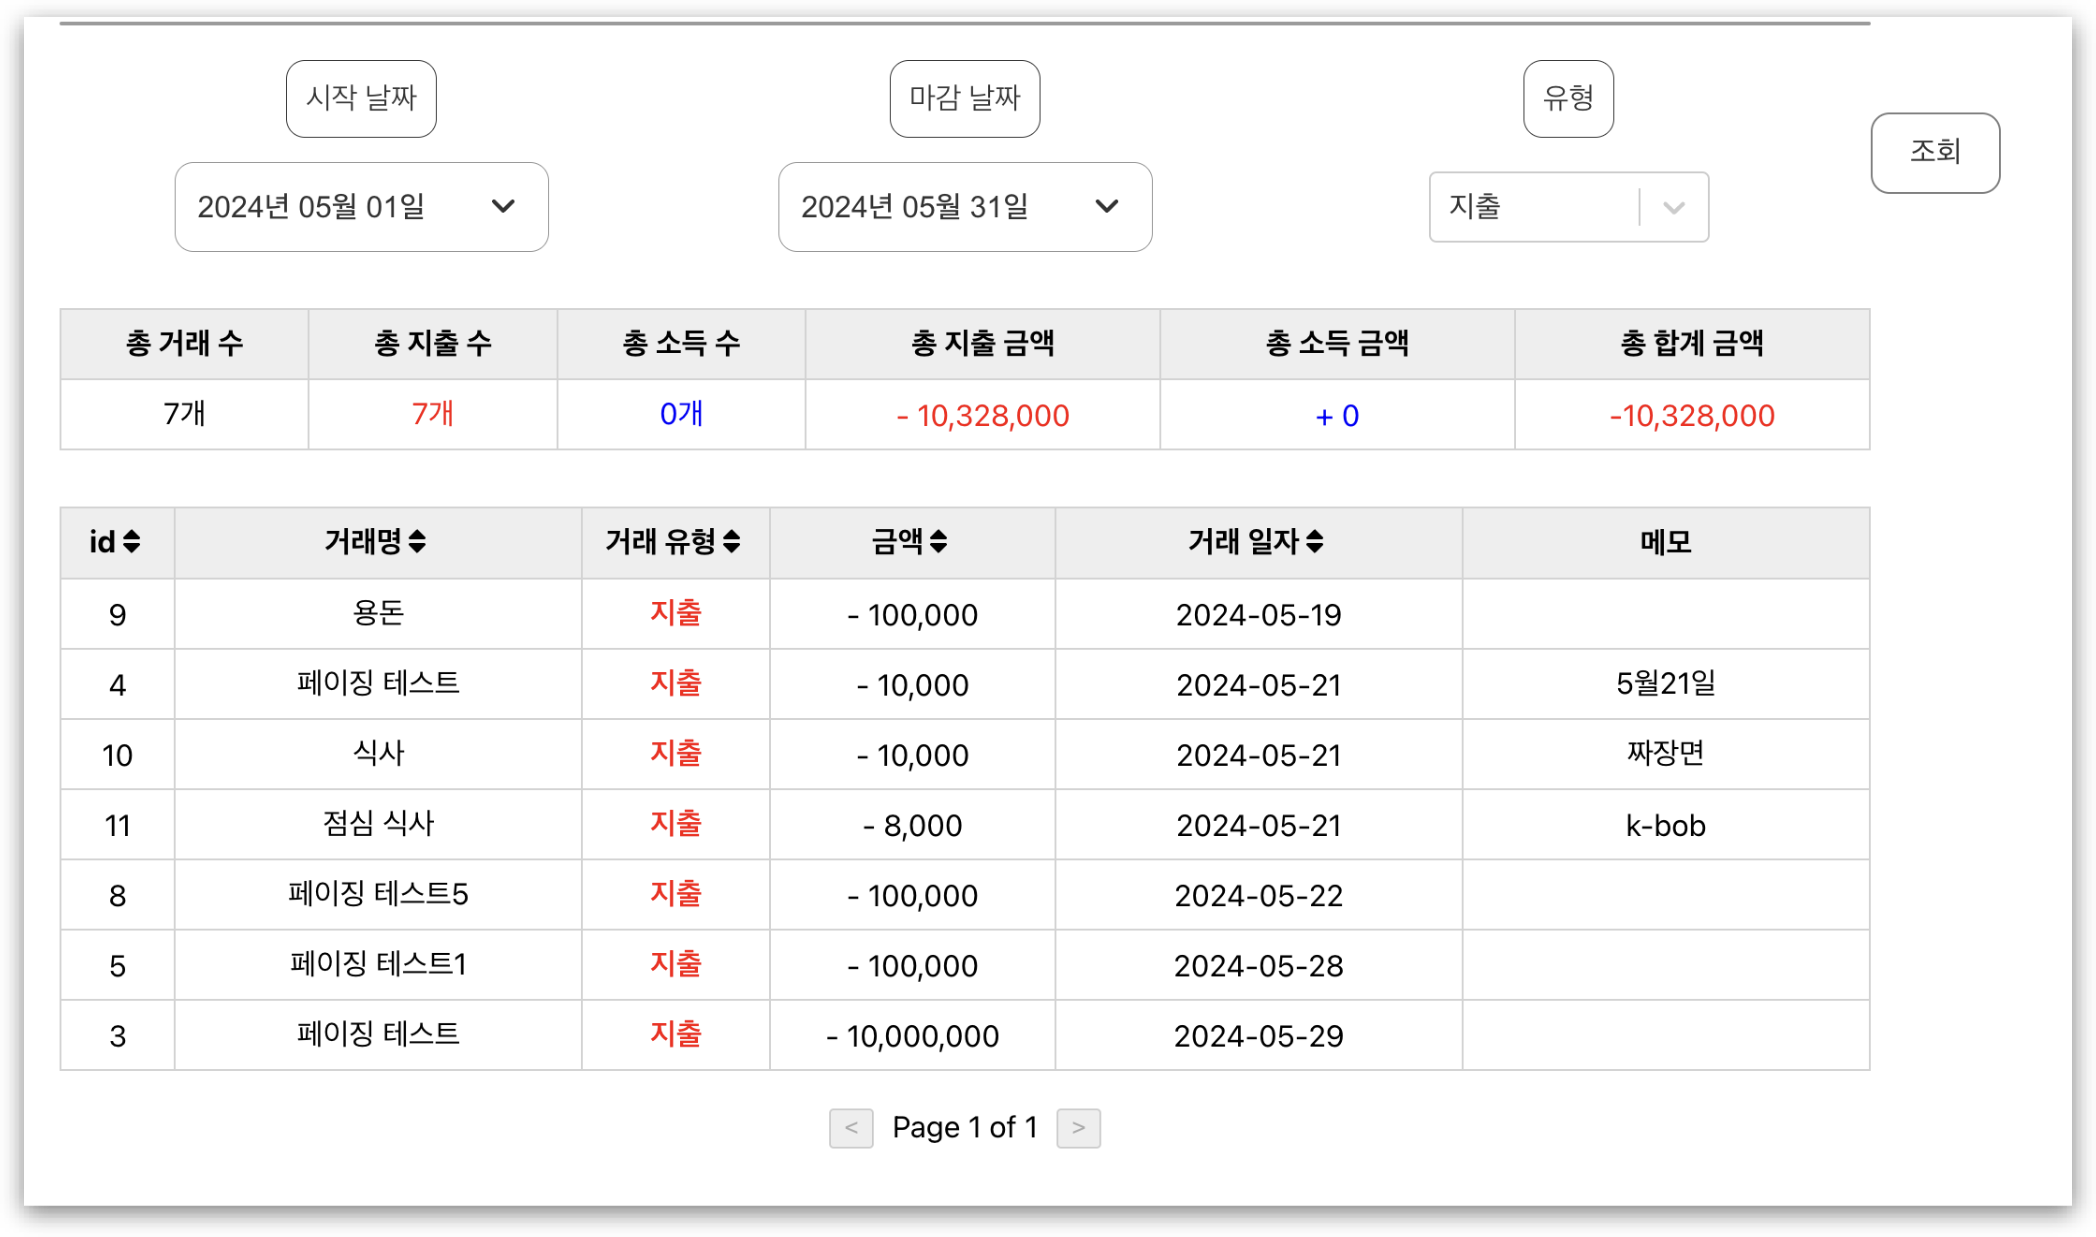 시작 날짜 마감 날짜 유형
조회
2024년 05월 01일 2024년 05월 31일 지출
총 거래 수 총 지출 수 총 소득 수 총 지출 금액 총 소득 금액 총 합계 금액
7개 7개 0개 - 10,328,000 + 0 -10,328,000
id 거래명 거래 유형 금액 거래 일자 메모
9 용돈 지출 - 100,000 2024-05-19
4 페이징 테스트 지출 - 10,000 2024-05-21 5월21일
10 식사 지출 - 10,000 2024-05-21 짜장면
11 점심 식사 지출 - 8,000 2024-05-21 k-bob
8 페이징 테스트5 지출 - 100,000 2024-05-22
5 페이징 테스트1 지출 - 100,000 2024-05-28
3 페이징 테스트 지출 - 10,000,000 2024-05-29
< Page 1 of 1 >